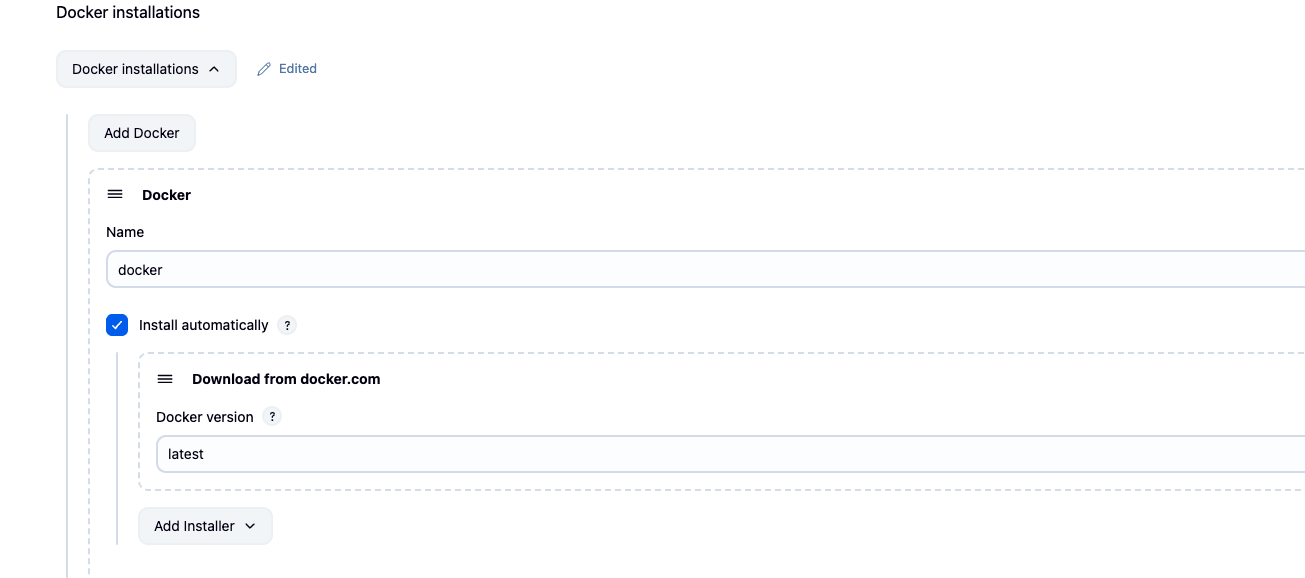 Docker installations
Docker installations
Edited
Add Docker
Docker
Name
docker
Install automatically ?
Download from docker.com
Docker version ?
latest
Add Installer